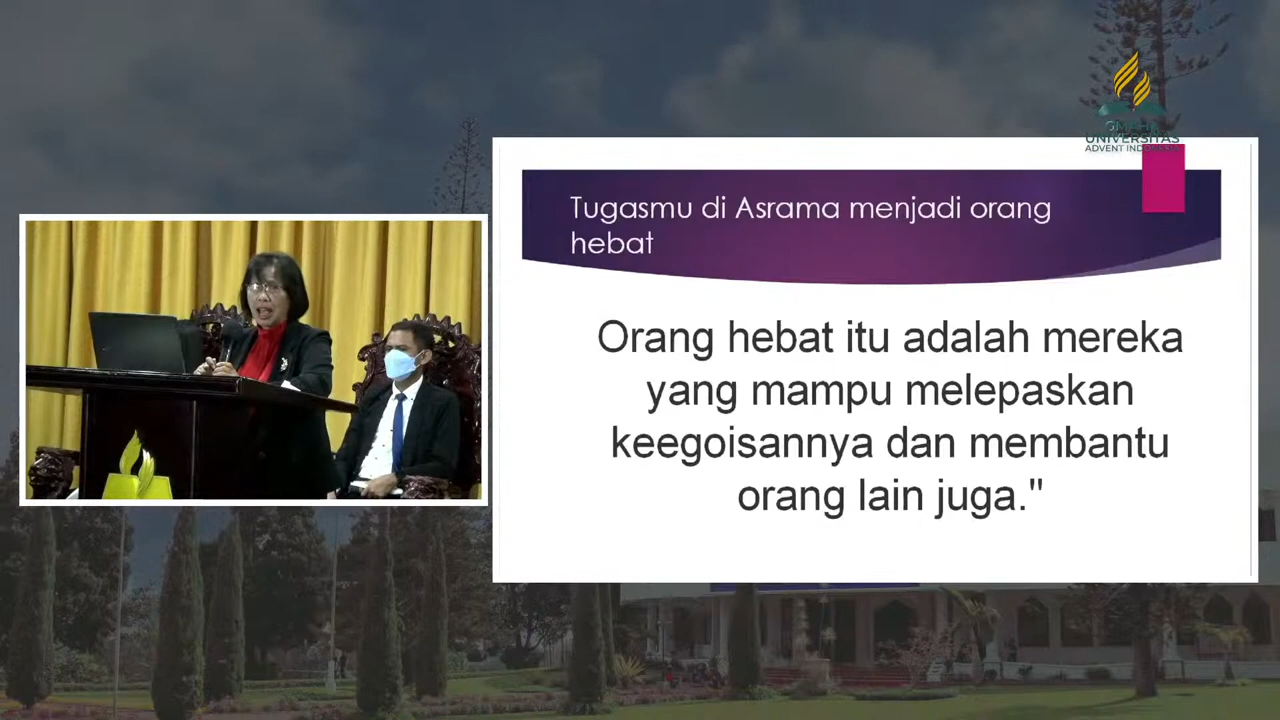 UNIVERSITAS
ADVENT INDONESIA
Tugasmu di Asrama menjadi orang
hebat
Orang hebat itu adalah mereka
yang mampu melepaskan
keegoisannya dan membantu
orang lain juga."